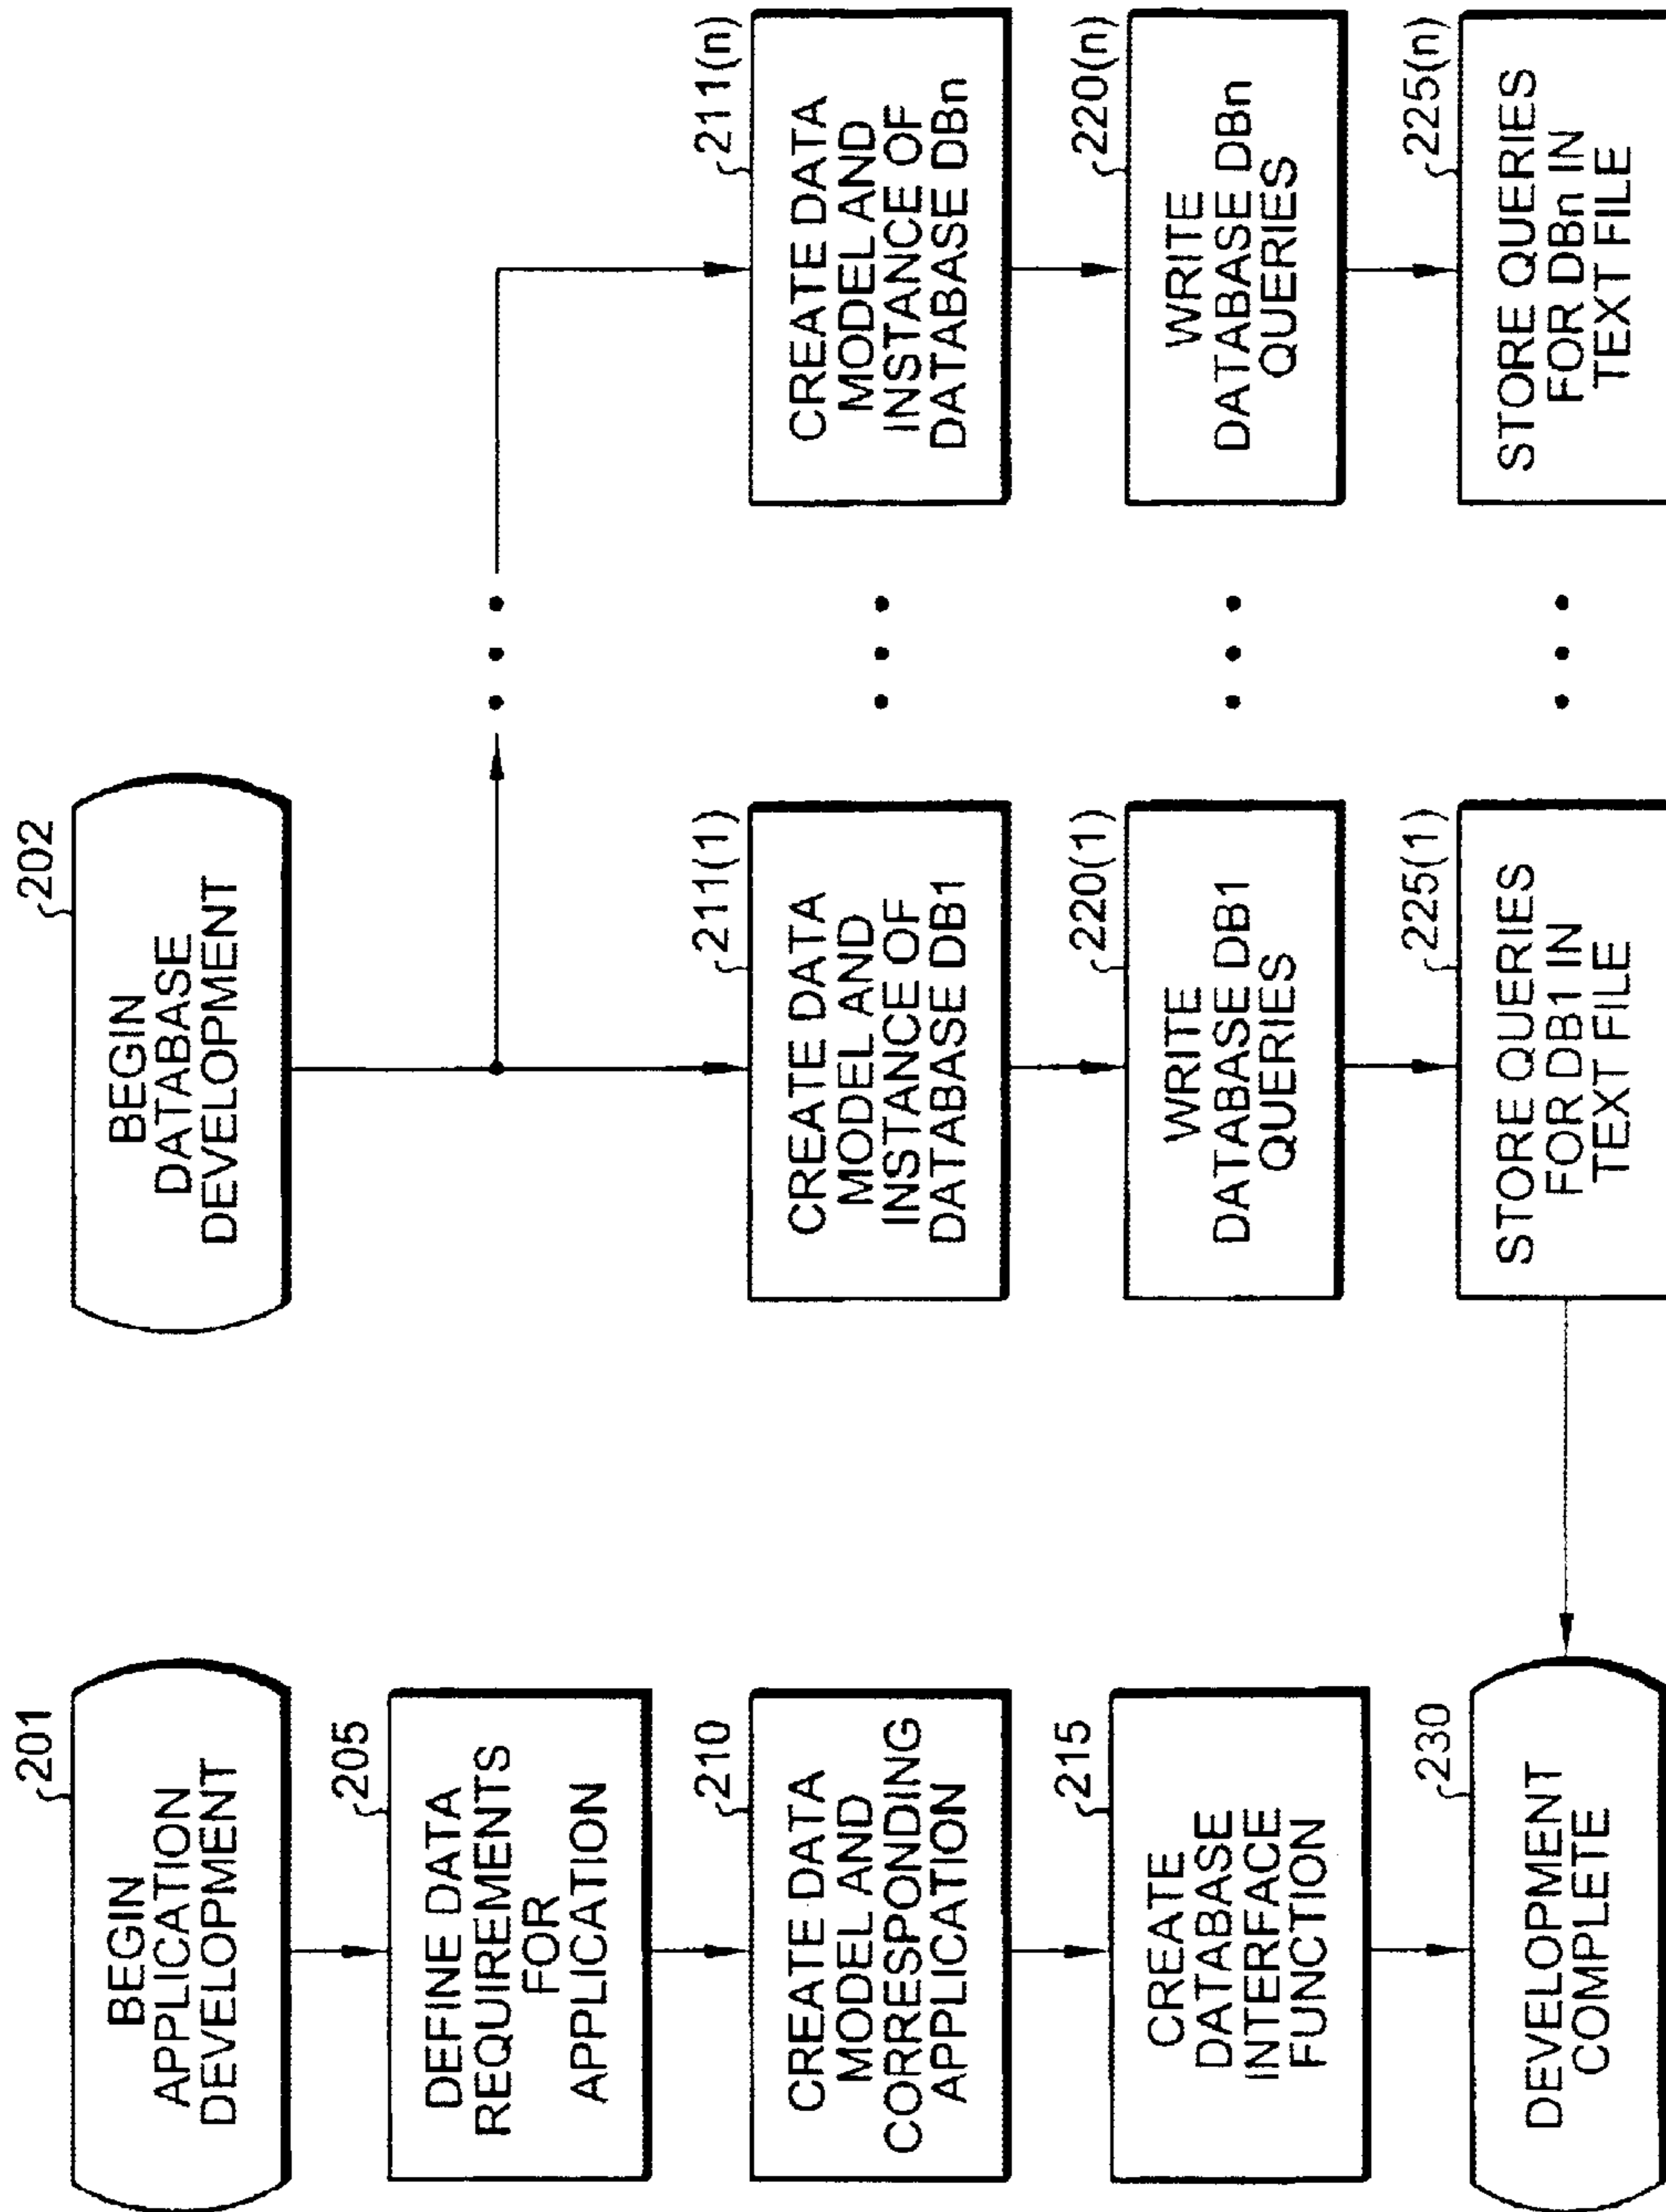 201
BEGIN
APPLICATION
DEVELOPMENT
205
DEFINE DATA
REQUIREMENTS
FOR
APPLICATION
210
CREATE DATA
MODEL AND
CORRESPONDING
APPLICATION
215
CREATE
DATABASE
INTERFACE
FUNCTION
230
DEVELOPMENT
COMPLETE
202
BEGIN
DATABASE
DEVELOPMENT
211(1)
CREATE DATA
MODEL AND
INSTANCE OF
DATABASE DB1
220(1)
WRITE
DATABASE DB1
QUERIES
225(1)
STORE QUERIES
FOR DB1 IN
TEXT FILE
211(n)
CREATE DATA
MODEL AND
INSTANCE OF
DATABASE DBn
220(n)
WRITE
DATABASE DBn
QUERIES
225(n)
STORE QUERIES
FOR DBn IN
TEXT FILE